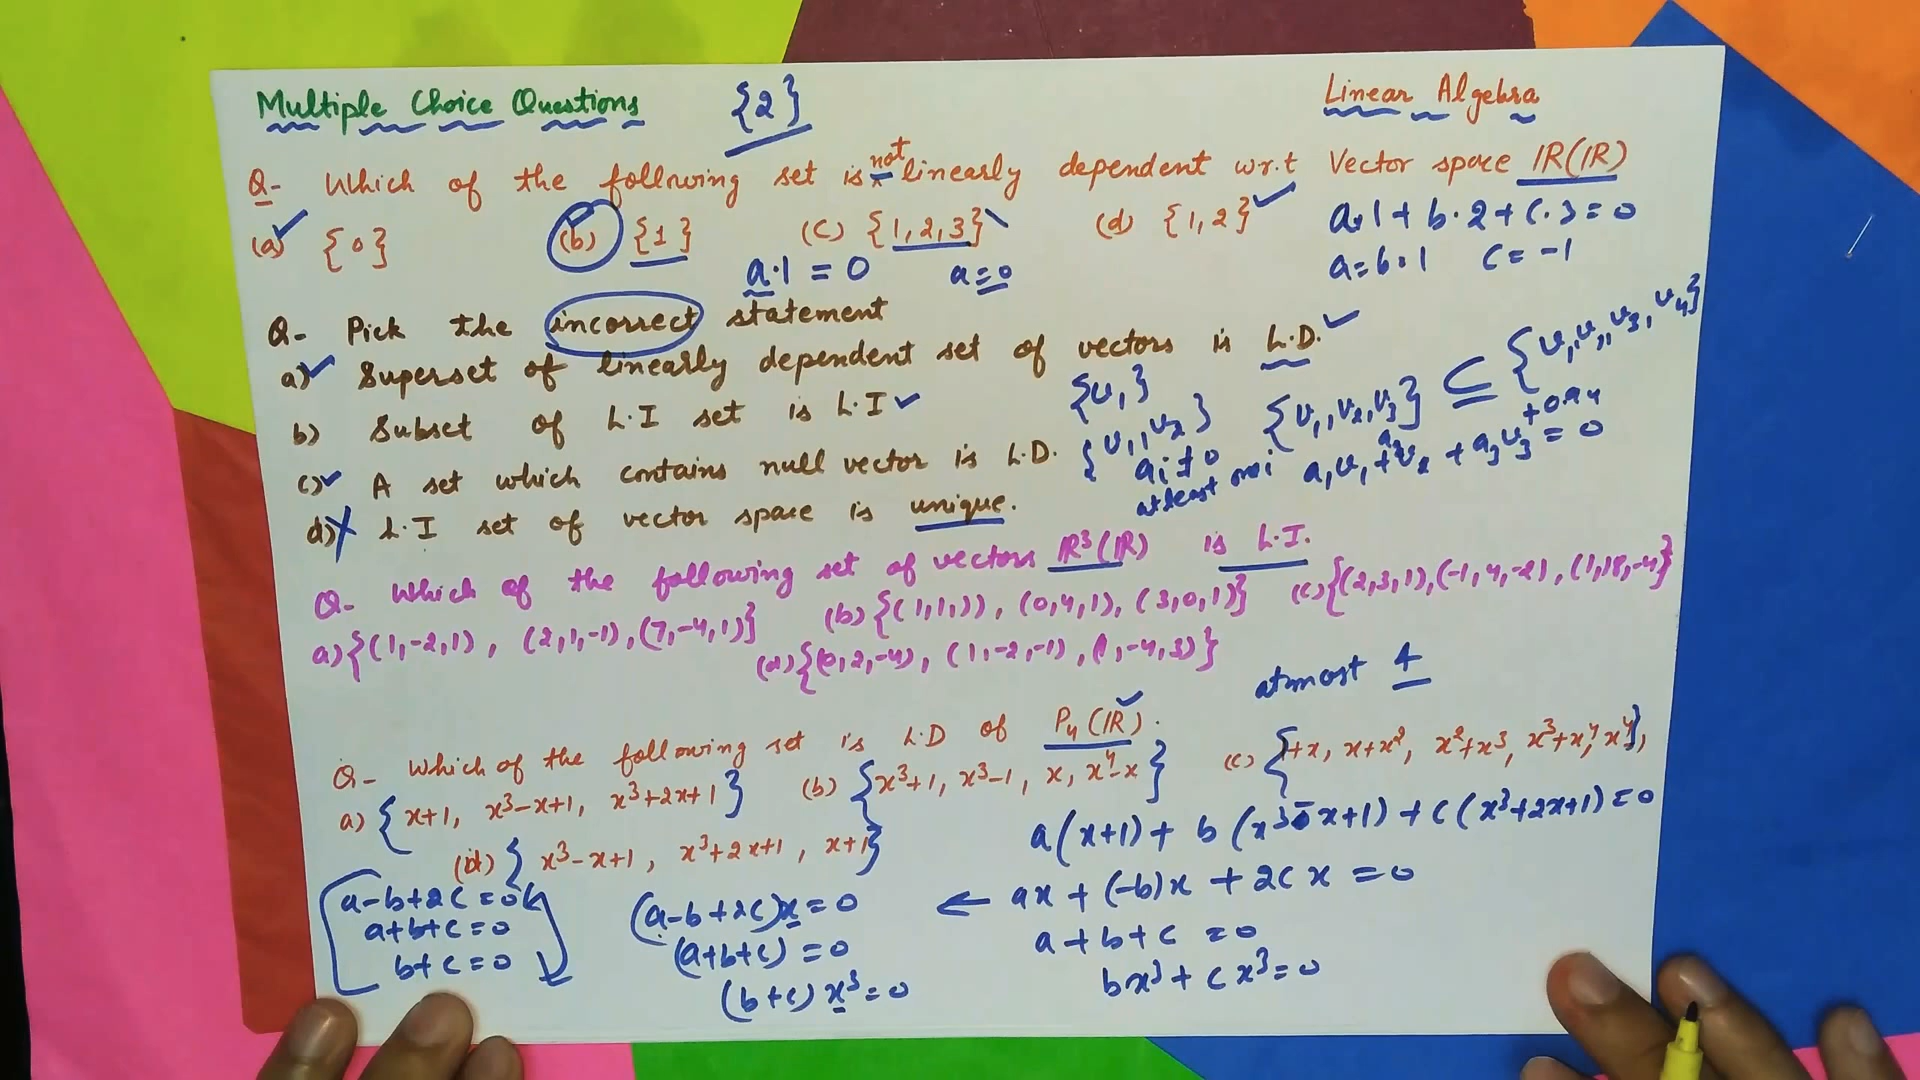 Multiple Choice Questions {2} Linear Algebra
Q- Which of the following set is not linearly dependent w.r.t Vector space IR(IR)
(a) {0} (b) {1} (c) {1,2,3} (d) {1,2}
a.1 + b.2 + c.3 = 0
a.1 = 0 a=0 a=b=1 c=-1
Q- Pick the incorrect statement
a) Superset of linearly dependent set of vectors is L.D.
b) Subset of L.I set is L.I
c) A set which contains null vector is L.D.
d) L.I set of vector space is unique.
{v,}
{v1,v2} {v1,v2,v3} ⊆ {v1,v2,v3,v4}
ai≠0
atleast one i a1v1+a2v2+a3v3 = 0
Q- Which of the following set of vectors IR³(IR) is L.I.
a) {(1,-2,1), (2,1,-1), (7,-4,1)} (b) {(1,1,1), (0,4,1), (3,0,1)} (c) {(2,3,1), (-1,4,-2), (1,18,-4)}
(d) {(0,2,-4), (1,-2,-1), (1,-4,3)}
atmost 4
Q- Which of the following set is L.D of P4(IR).
a) {x+1, x³-x+1, x³+2x+1} (b) {x³+1, x³-1, x, x⁴-x} (c) {1+x, x+x², x²+x³, x³+x⁴, x⁴},
(d) {x³-x+1, x³+2x+1, x+1}
a(x+1) + b(x³-x+1) + c(x³+2x+1) = 0
ax + (-b)x + 2cx = 0
a+b+c = 0
bx³ + cx³ = 0
(a-b+2c)x = 0
(a+b+c) = 0
(b+c)x³ = 0
a-b+2c = 0
a+b+c = 0
b+c = 0